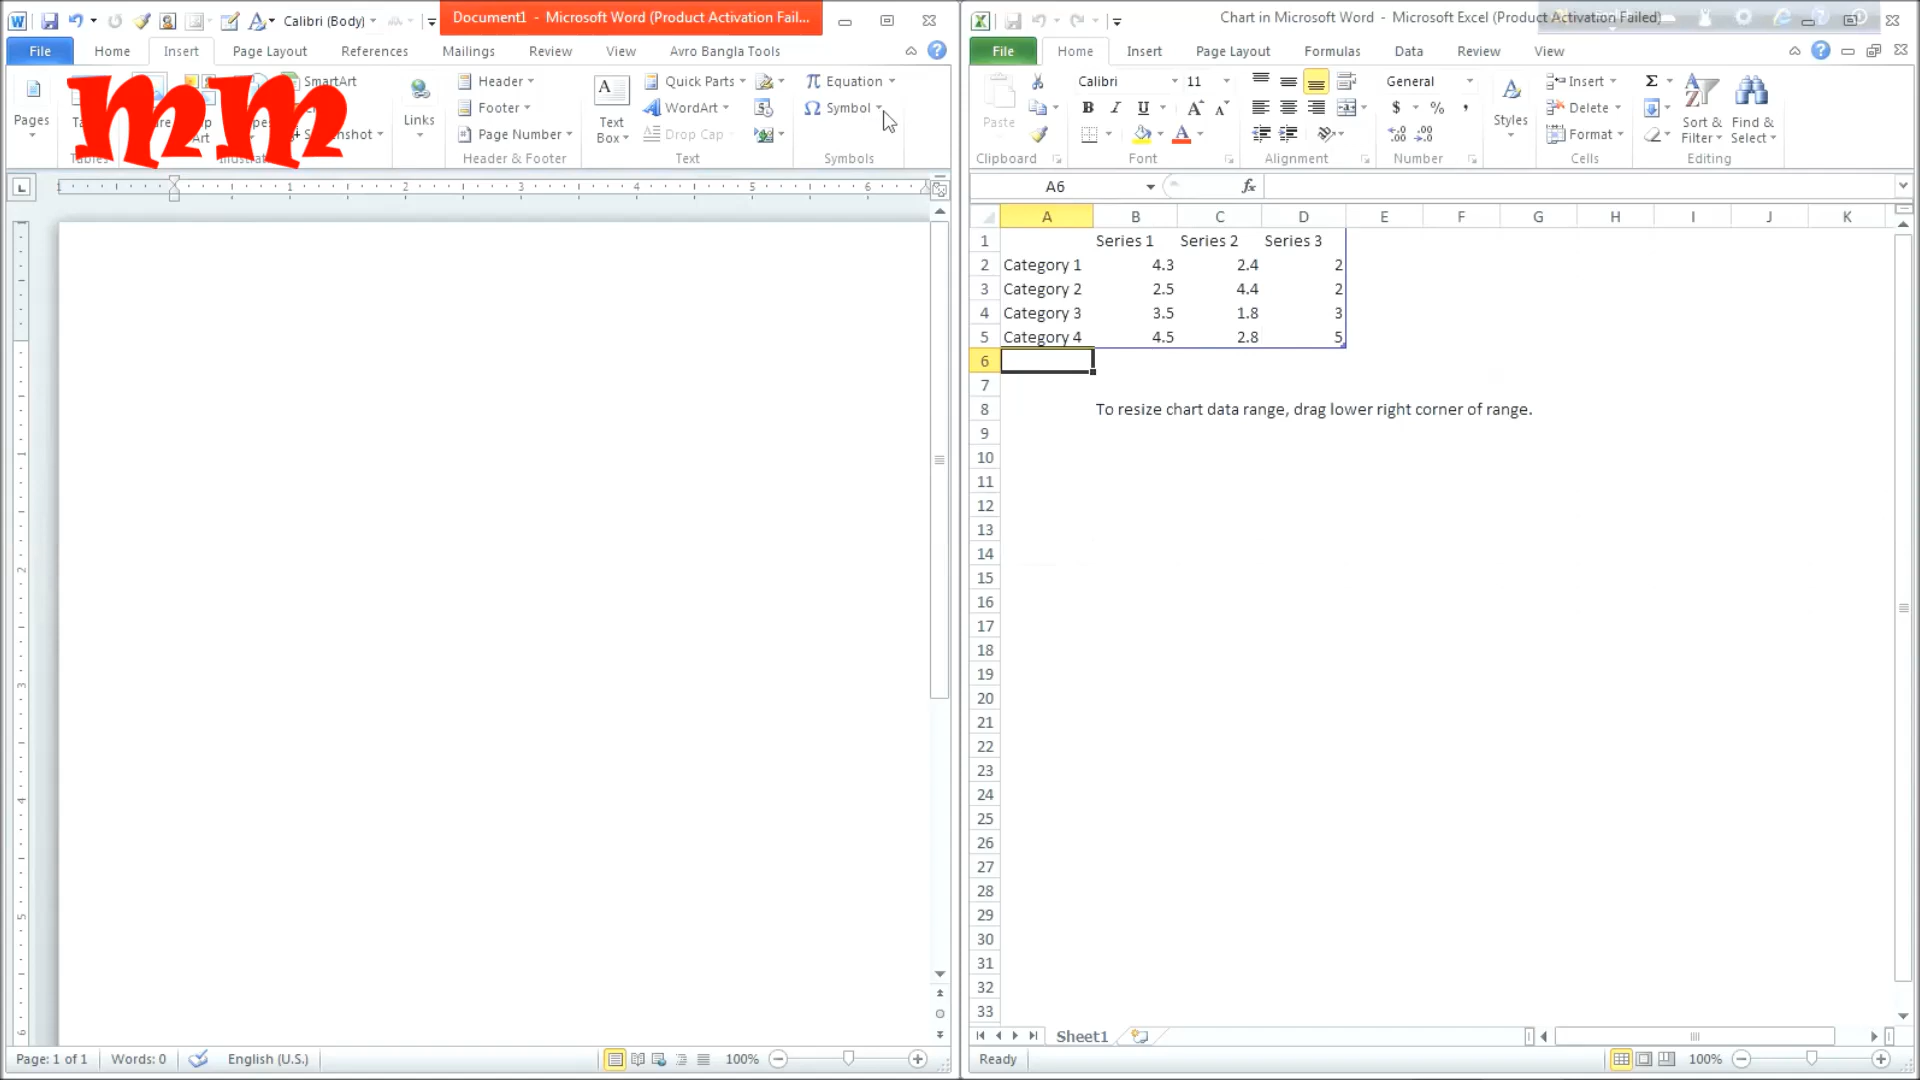 Calibri (Body)
Document1 - Microsoft Word (Product Activation Fail...
File Home Insert Page Layout References Mailings Review View Avro Bangla Tools
mm
Pages
SmartArt
Links
Header
Footer
Page Number
Header & Footer
Text
Box
Quick Parts
WordArt
Drop Cap
Text
Equation
Symbol
Symbols
Page: 1 of 1 Words: 0 English (U.S.) 100%
Chart in Microsoft Word - Microsoft Excel (Product Activation Failed)
File Home Insert Page Layout Formulas Data Review View
Paste
Clipboard
Calibri 11
B I U
Font
Alignment
General
$ % ,
Number
Styles
Insert
Delete
Format
Cells
Σ
Sort &
Filter
Find &
Select
Editing
A6 fx
A B C D E F G H I J K
1 Series 1 Series 2 Series 3
2 Category 1 4.3 2.4 2
3 Category 2 2.5 4.4 2
4 Category 3 3.5 1.8 3
5 Category 4 4.5 2.8 5
6
7
8 To resize chart data range, drag lower right corner of range.
9
10
11
12
13
14
15
16
17
18
19
20
21
22
23
24
25
26
27
28
29
30
31
32
33
Sheet1
Ready 100%